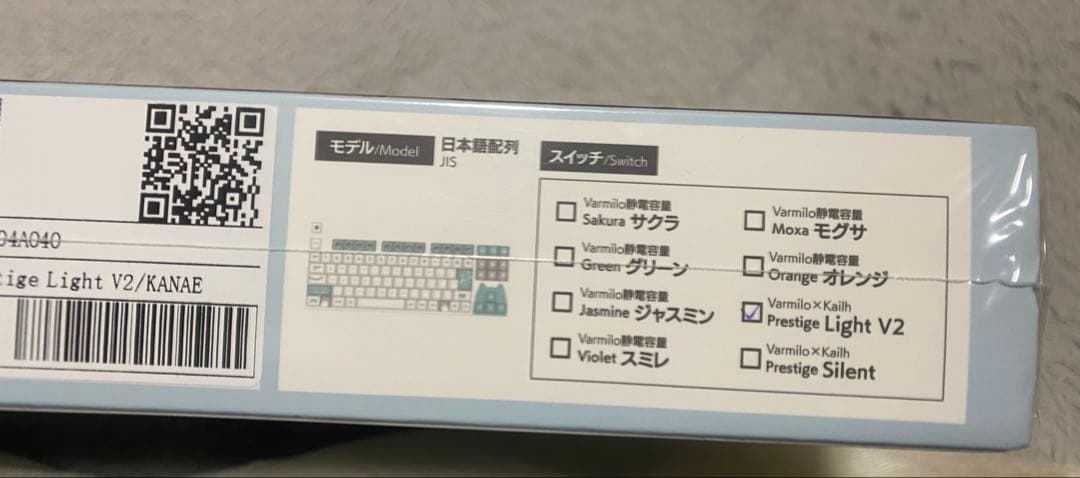 04A040
tige Light V2/KANAE
モデル/Model
日本語配列
JIS
スイッチ/Switch
Varmilo静電容量
Sakura サクラ
Varmilo静電容量
Green グリーン
Varmilo静電容量
Jasmine ジャスミン
Varmilo静電容量
Violet スミレ
Varmilo静電容量
Moxa モグサ
Varmilo静電容量
Orange オレンジ
Varmilo×Kailh
Prestige Light V2
Varmilo×Kailh
Prestige Silent